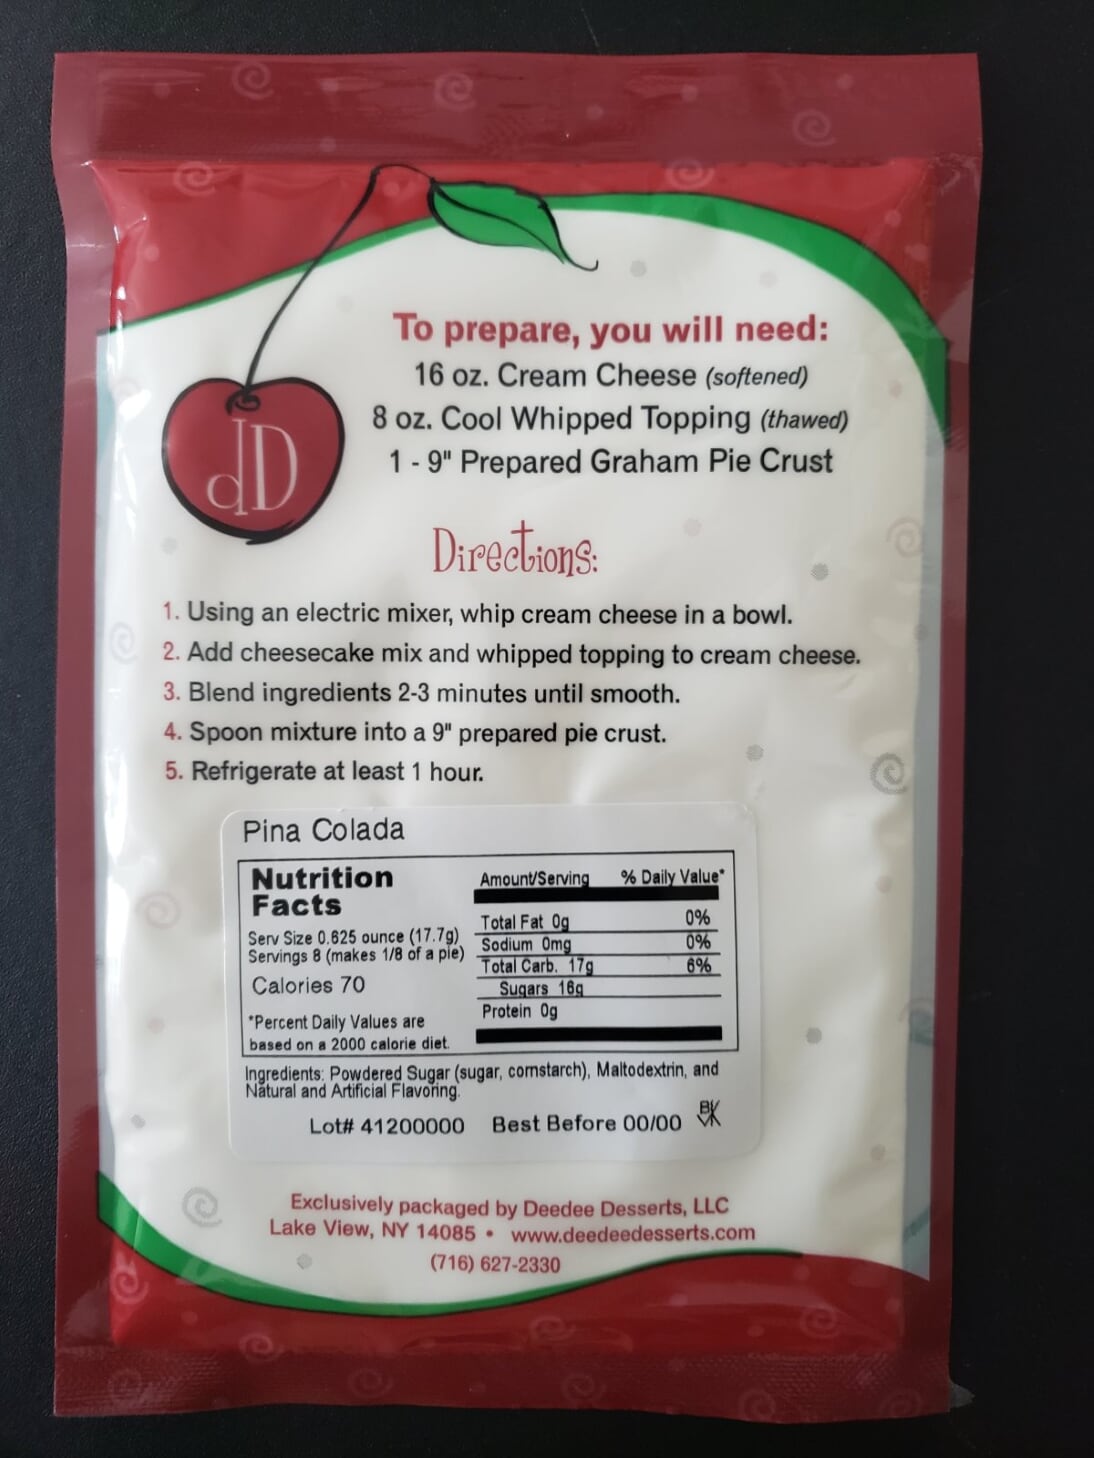 dD
To prepare, you will need:
16 oz. Cream Cheese (softened)
8 oz. Cool Whipped Topping (thawed)
1 - 9" Prepared Graham Pie Crust
Directions:
1. Using an electric mixer, whip cream cheese in a bowl.
2. Add cheesecake mix and whipped topping to cream cheese.
3. Blend ingredients 2-3 minutes until smooth.
4. Spoon mixture into a 9" prepared pie crust.
5. Refrigerate at least 1 hour.
Pina Colada
Nutrition
Facts
Serv Size 0.625 ounce (17.7g)
Servings 8 (makes 1/8 of a pie)
Calories 70
*Percent Daily Values are
based on a 2000 calorie diet.
Amount/Serving % Daily Value*
Total Fat 0g 0%
Sodium 0mg 0%
Total Carb. 17g 6%
Sugars 16g
Protein 0g
Ingredients: Powdered Sugar (sugar, cornstarch), Maltodextrin, and
Natural and Artificial Flavoring.
Lot# 41200000 Best Before 00/00
Exclusively packaged by Deedee Desserts, LLC
Lake View, NY 14085 • www.deedeedesserts.com
(716) 627-2330